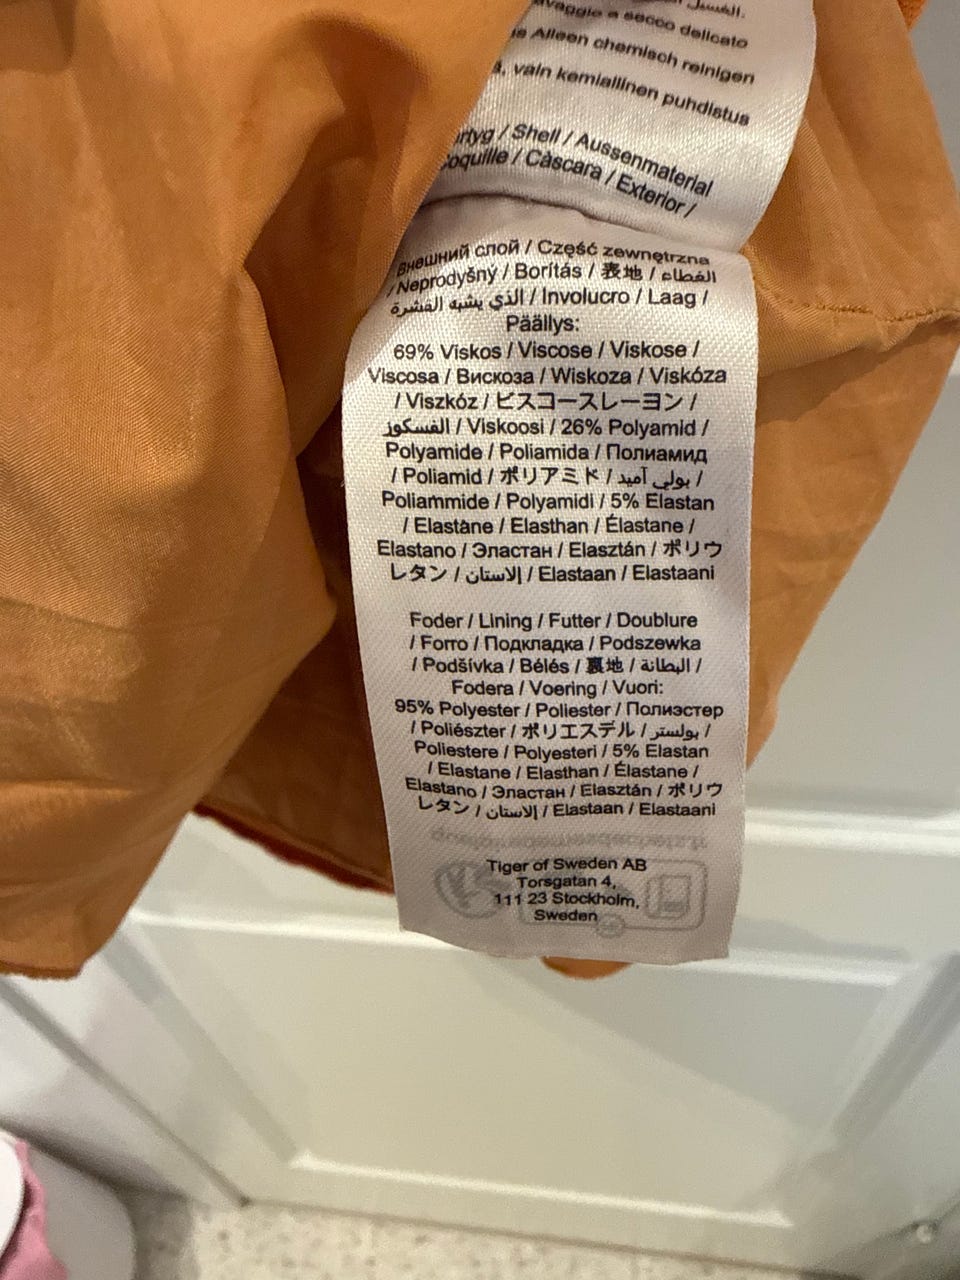 الغسيل.
avaggio a secco delicato
Alleen chemisch reinigen
vain kemiallinen puhdistus
/ Shell / Aussenmaterial
/ Càscara / Exterior /
Внешний слой / Część zewnętrzna
/ Neprodyšný / Borítás / 表地 / الغطاء
الذي يشبه القشرة / Involucro / Laag /
Päällys:
69% Viskos / Viscose / Viskose /
Viscosa / Вискоза / Wiskoza / Viskóza
/ Viszkóz / ビスコースレーヨン /
الفسكوز / Viskoosi / 26% Polyamid /
Polyamide / Poliamida / Полиамид
/ Poliamid / ポリアミド / بولي آميد /
Poliammide / Polyamidi / 5% Elastan
/ Elastàne / Elasthan / Élastane /
Elastano / Эластан / Elasztán / ポリウ
レタン / الاستان / Elastaan / Elastaani
Foder / Lining / Futter / Doublure
/ Forro / Подкладка / Podszewka
/ Podšívka / Bélés / 裏地 / البطانة /
Fodera / Voering / Vuori:
95% Polyester / Poliester / Полиэстер
/ Poliészter / ポリエステル / بولستر /
Poliestere / Polyesteri / 5% Elastan
/ Elastane / Elasthan / Élastane /
Elastano / Эластан / Elasztán / ポリウ
レタン / الاستان / Elastaan / Elastaani
Tiger of Sweden AB
Torsgatan 4,
111 23 Stockholm,
Sweden